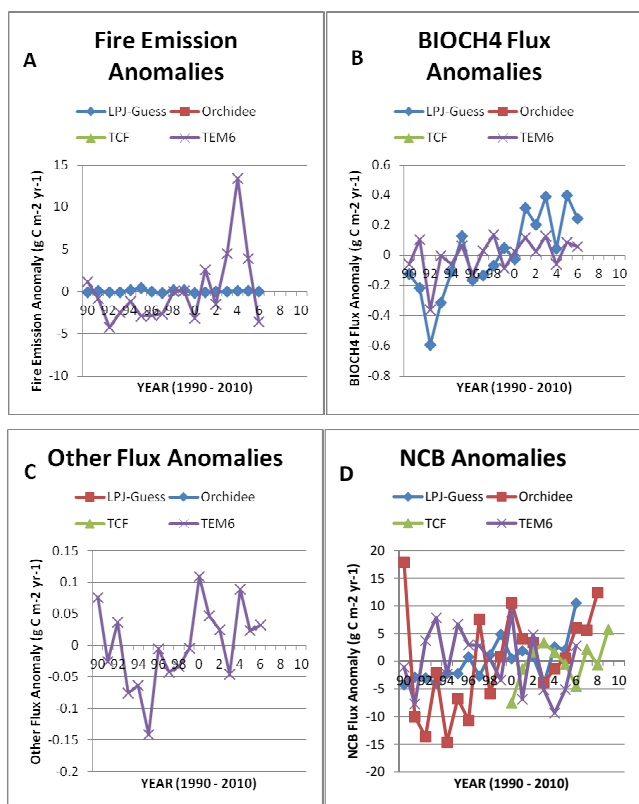 A
Fire Emission
Anomalies
LPJ-Guess
Orchidee
TCF
TEM6
Fire Emission Anomaly (g C m-2 yr-1)
15
10
5
0
-5
-10
90 92 94 96 98 0 2 4 6 8 10
YEAR (1990 - 2010)
B
BIOCH4 Flux
Anomalies
LPJ-Guess
Orchidee
TCF
TEM6
BIOCH4 Flux Anomaly (g C m-2 yr-1)
0.6
0.4
0.2
0
-0.2
-0.4
-0.6
-0.8
90 92 94 96 98 0 2 4 6 8 10
YEAR (1990 - 2010)
C
Other Flux Anomalies
LPJ-Guess
Orchidee
TCF
TEM6
Other Flux Anomaly (g C m-2 yr-1)
0.15
0.1
0.05
0
-0.05
-0.1
-0.15
-0.2
90 92 94 96 98 0 2 4 6 8 10
YEAR (1990 - 2010)
D
NCB Anomalies
LPJ-Guess
Orchidee
TCF
TEM6
NCB Flux Anomaly (g C m-2 yr-1)
20
15
10
5
0
-5
-10
-15
-20
90 92 94 96 98 0 2 4 6 8 10
YEAR (1990 - 2010)